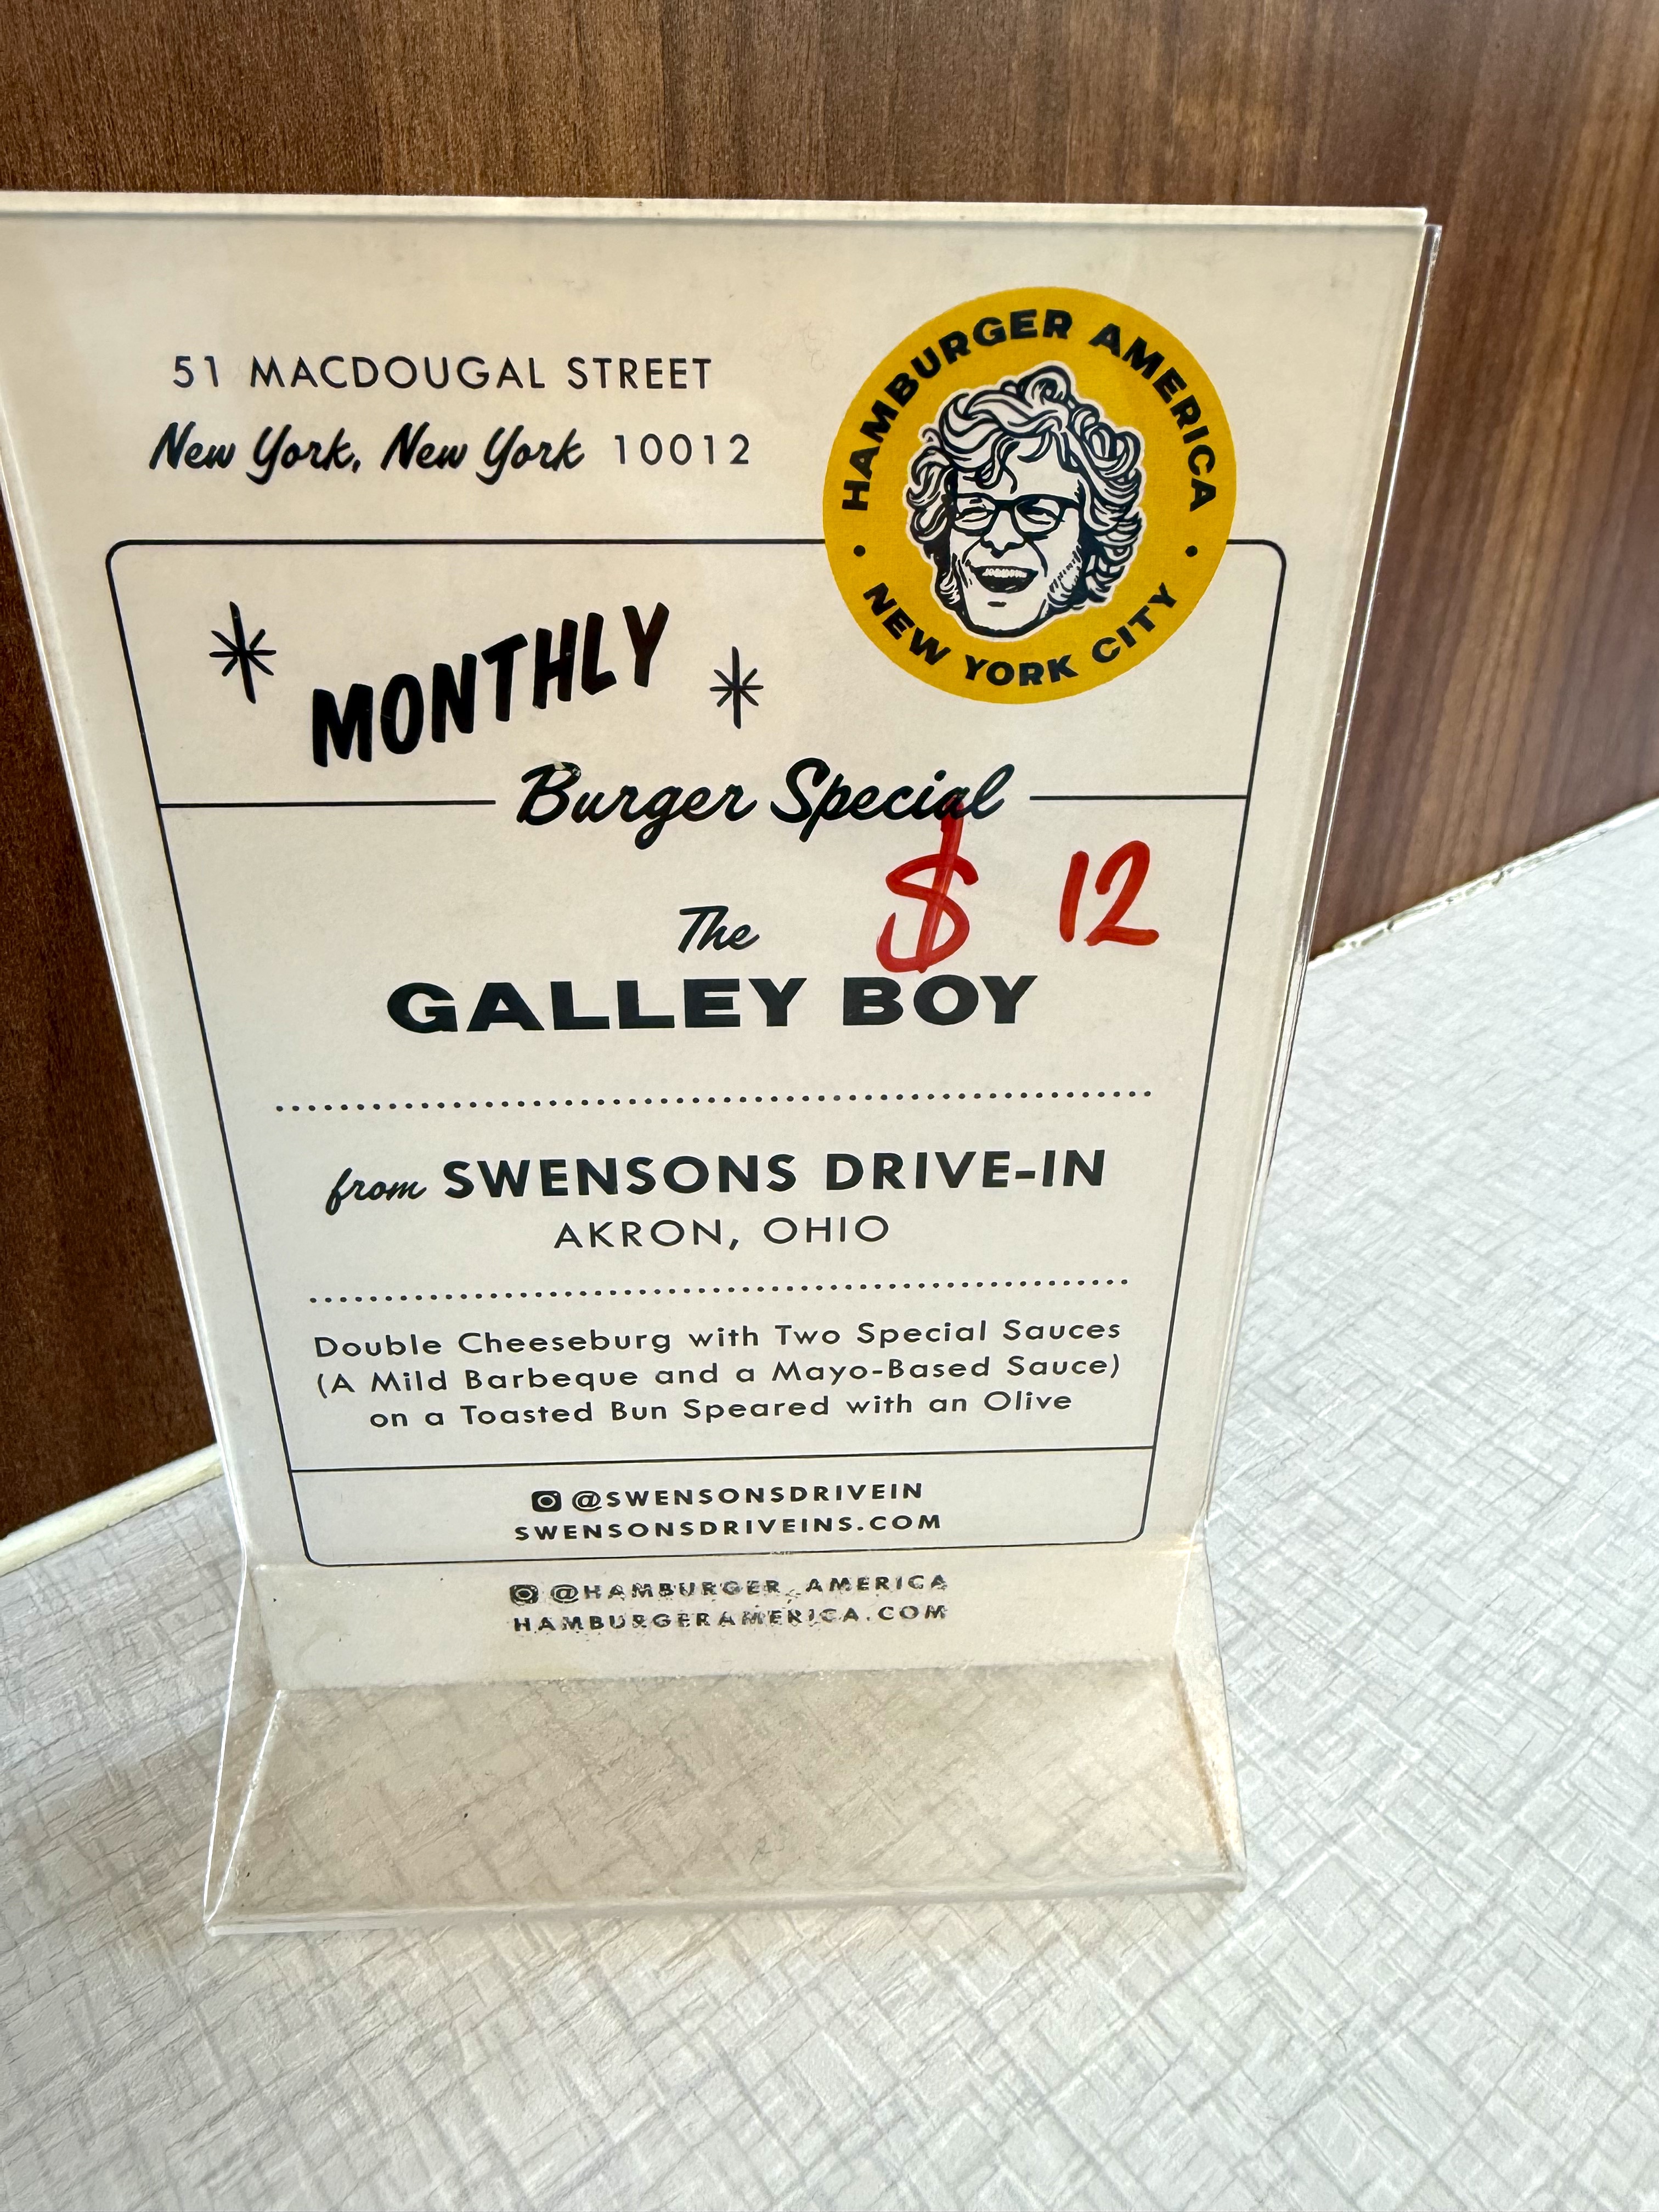 51 MACDOUGAL STREET
New York, New York 10012
HAMBURGER AMERICA
• NEW YORK CITY •
MONTHLY
Burger Special
$ 12
The
GALLEY BOY
from SWENSONS DRIVE-IN
AKRON, OHIO
Double Cheeseburg with Two Special Sauces
(A Mild Barbeque and a Mayo-Based Sauce)
on a Toasted Bun Speared with an Olive
@SWENSONSDRIVEIN
SWENSONSDRIVEINS.COM
@HAMBURGER_AMERICA
HAMBURGERAMERICA.COM